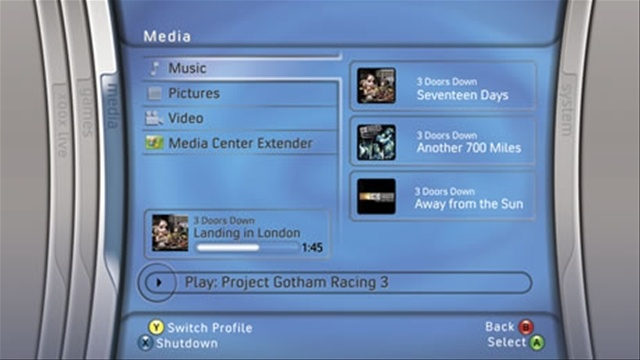 Media
xbox live
games
media
system
Music
Pictures
Video
Media Center Extender
3 Doors Down
Seventeen Days
3 Doors Down
Another 700 Miles
3 Doors Down
Away from the Sun
3 Doors Down
Landing in London
1:45
Play: Project Gotham Racing 3
Y Switch Profile
X Shutdown
Back B
Select A